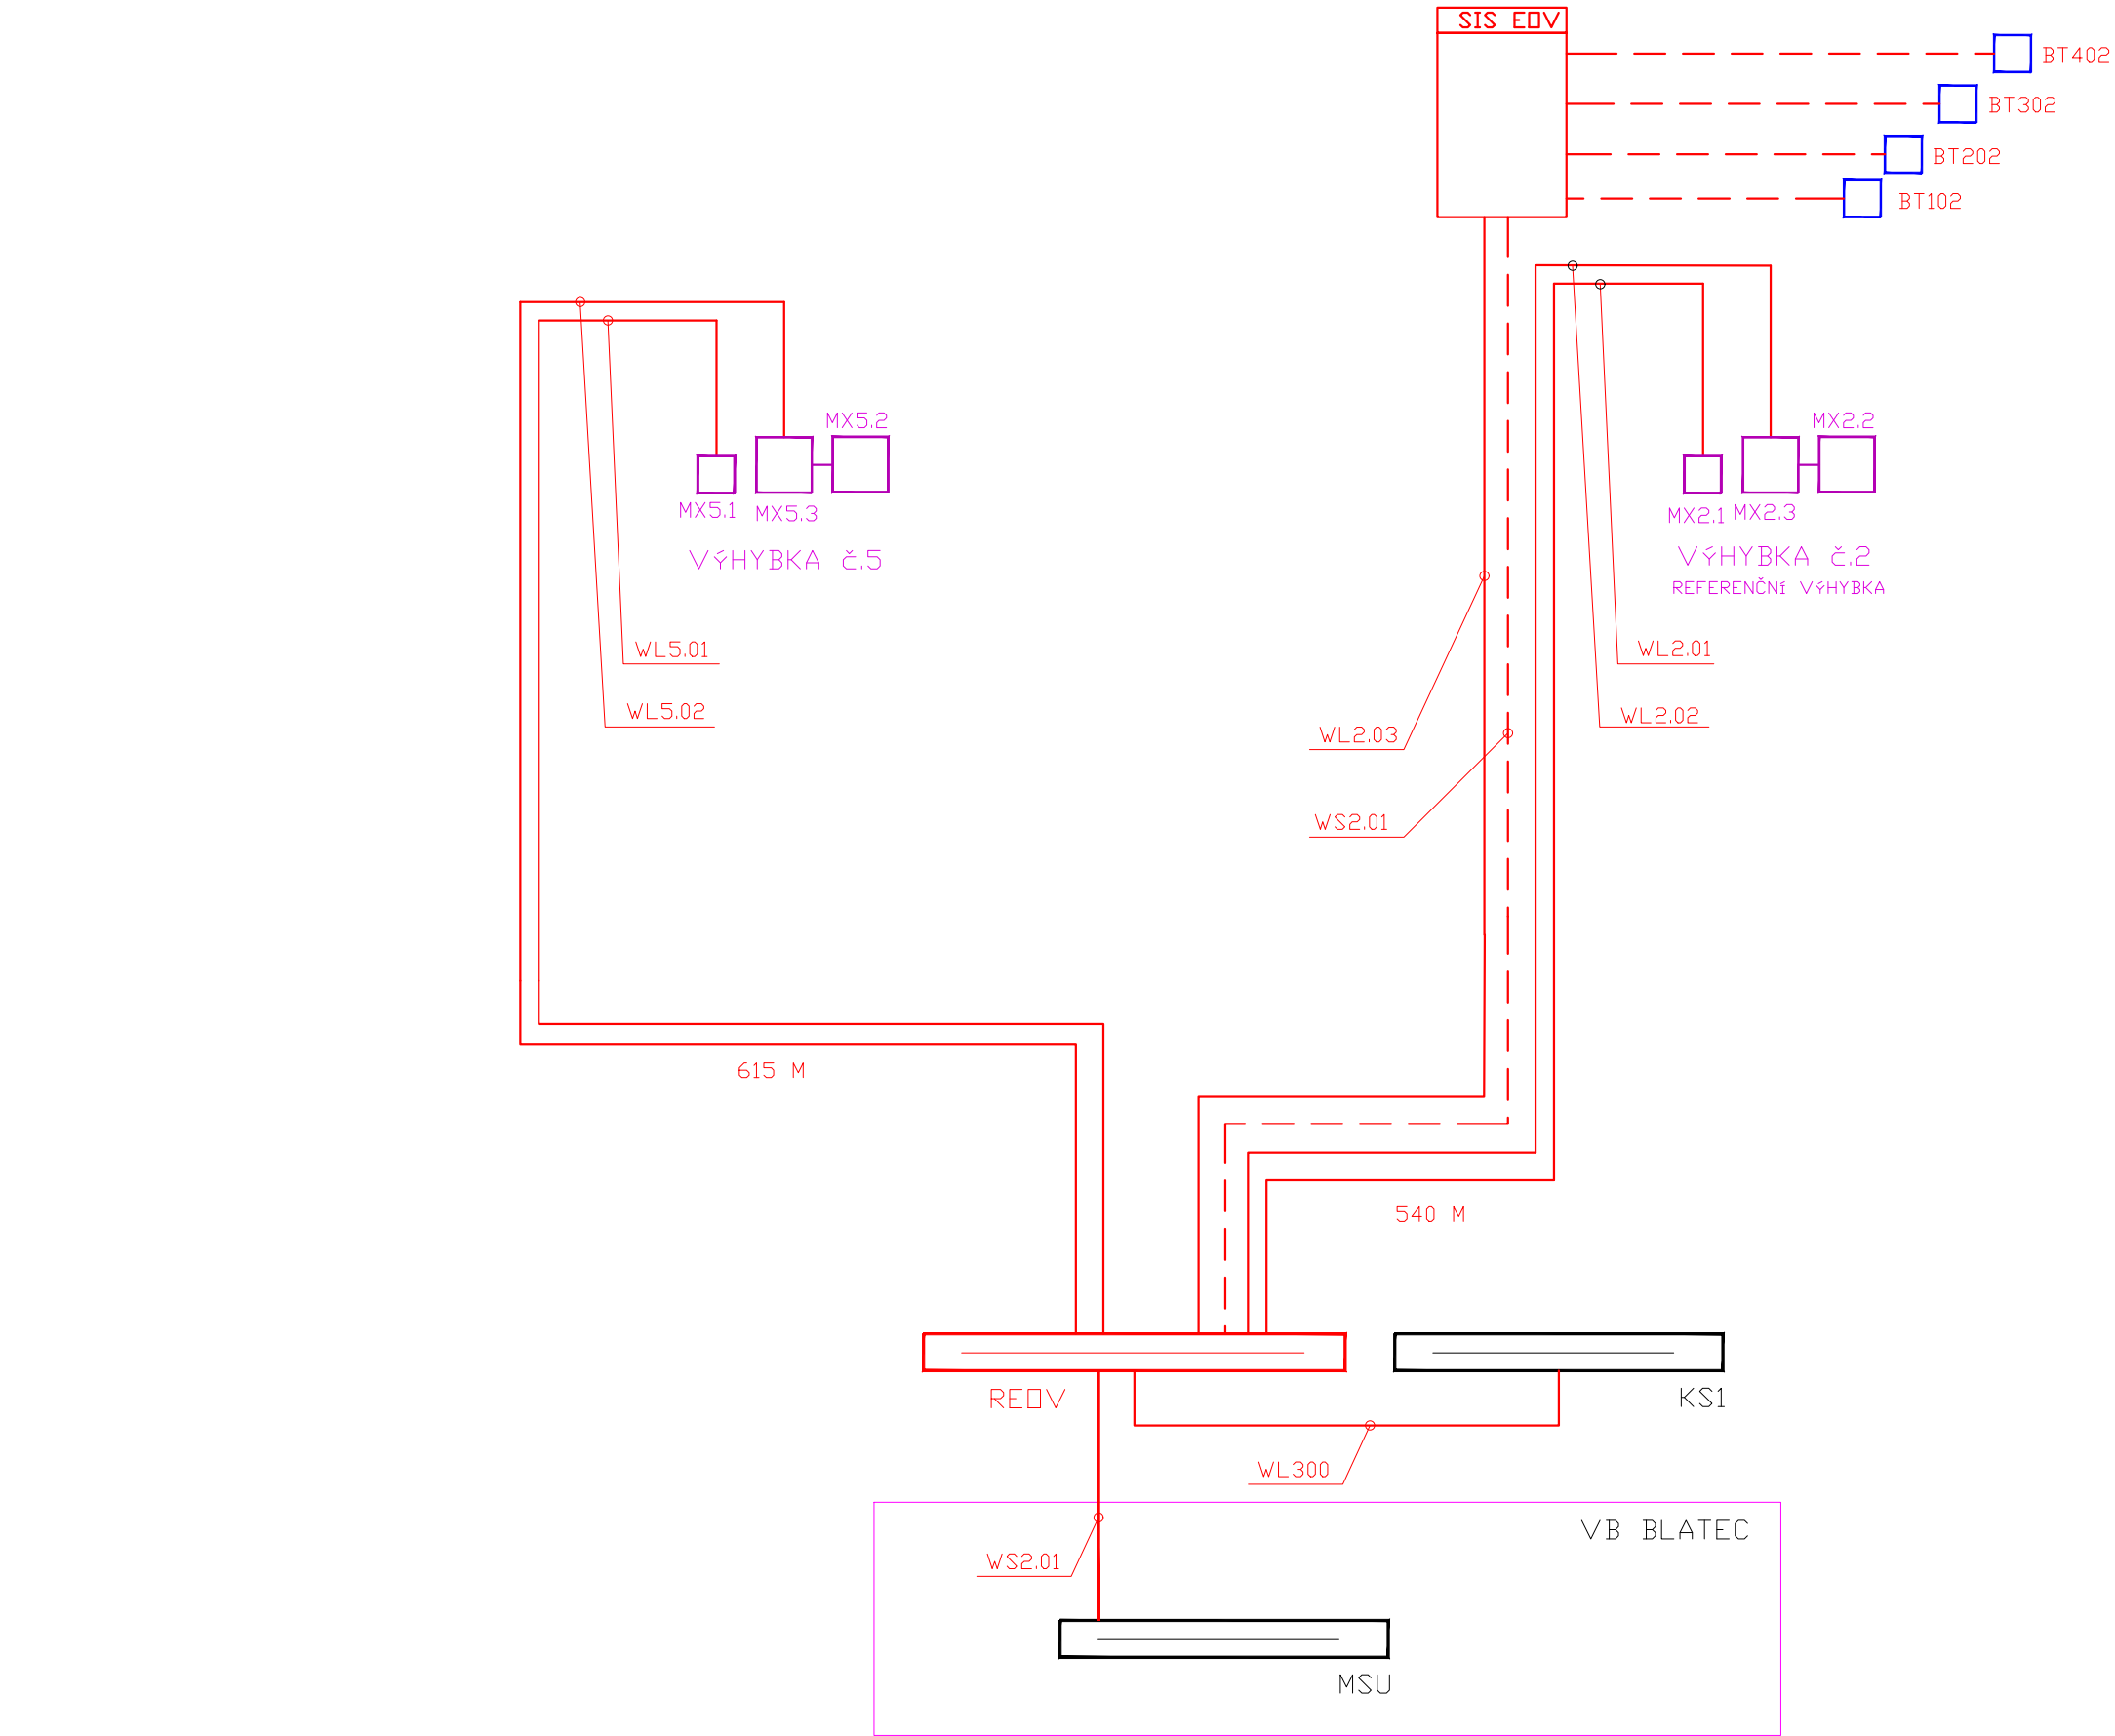 SIS EOV
BT402
BT302
BT202
BT102
MX5.2
MX2.2
MX5.1
MX5.3
MX2.1
MX2.3
VÝHYBKA č.5
VÝHYBKA č.2
REFERENČNÍ VÝHYBKA
WL5.01
WL2.01
WL5.02
WL2.02
WL2.03
WS2.01
615 M
540 M
REOV
KS1
WL300
VB BLATEC
WS2.01
MSU